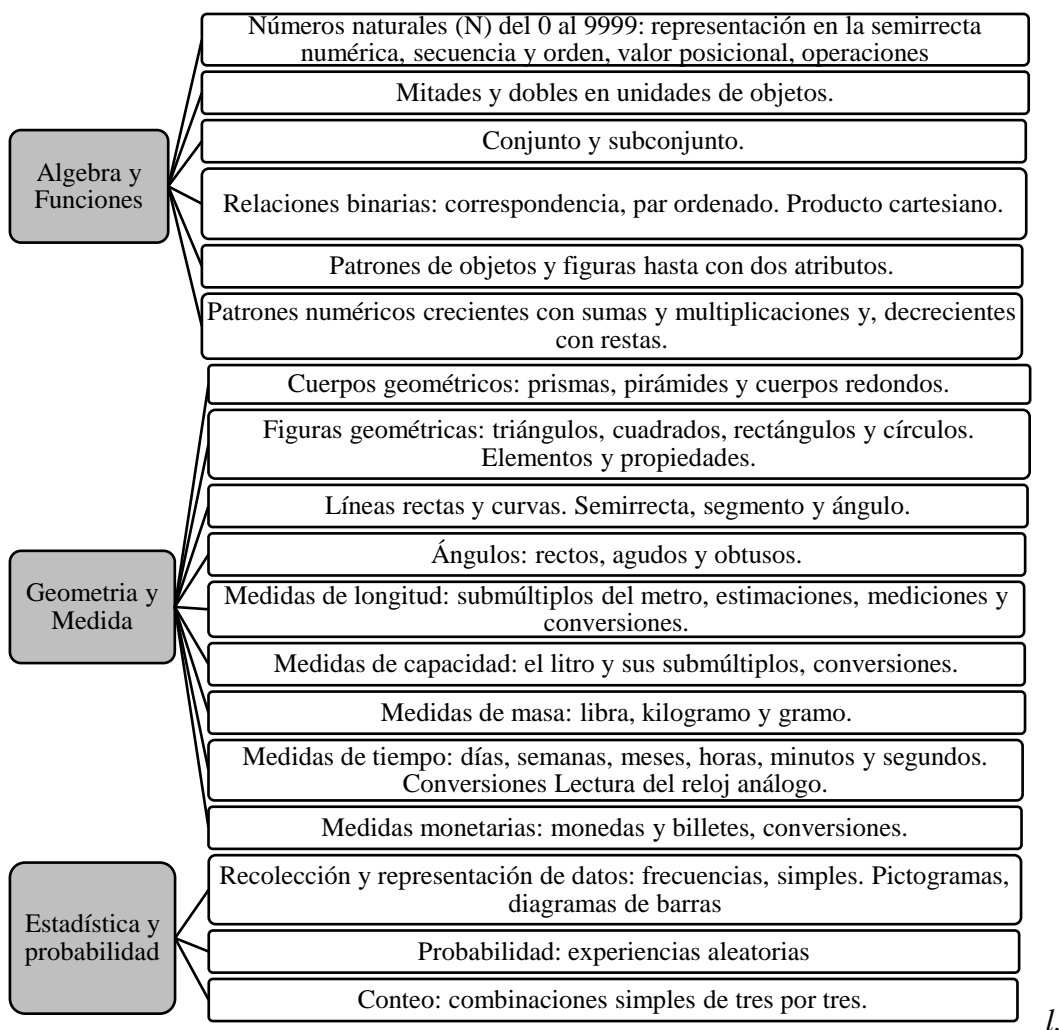 Números naturales (N) del 0 al 9999: representación en la semirrecta
numérica, secuencia y orden, valor posicional, operaciones
Mitades y dobles en unidades de objetos.
Conjunto y subconjunto.
Algebra y
Funciones
Relaciones binarias: correspondencia, par ordenado. Producto cartesiano.
Patrones de objetos y figuras hasta con dos atributos.
Patrones numéricos crecientes con sumas y multiplicaciones y, decrecientes
con restas.
Cuerpos geométricos: prismas, pirámides y cuerpos redondos.
Figuras geométricas: triángulos, cuadrados, rectángulos y círculos.
Elementos y propiedades.
Líneas rectas y curvas. Semirrecta, segmento y ángulo.
Ángulos: rectos, agudos y obtusos.
Geometria y
Medida
Medidas de longitud: submúltiplos del metro, estimaciones, mediciones y
conversiones.
Medidas de capacidad: el litro y sus submúltiplos, conversiones.
Medidas de masa: libra, kilogramo y gramo.
Medidas de tiempo: días, semanas, meses, horas, minutos y segundos.
Conversiones Lectura del reloj análogo.
Medidas monetarias: monedas y billetes, conversiones.
Recolección y representación de datos: frecuencias, simples. Pictogramas,
diagramas de barras
Estadística y
probabilidad
Probabilidad: experiencias aleatorias
Conteo: combinaciones simples de tres por tres.
l.